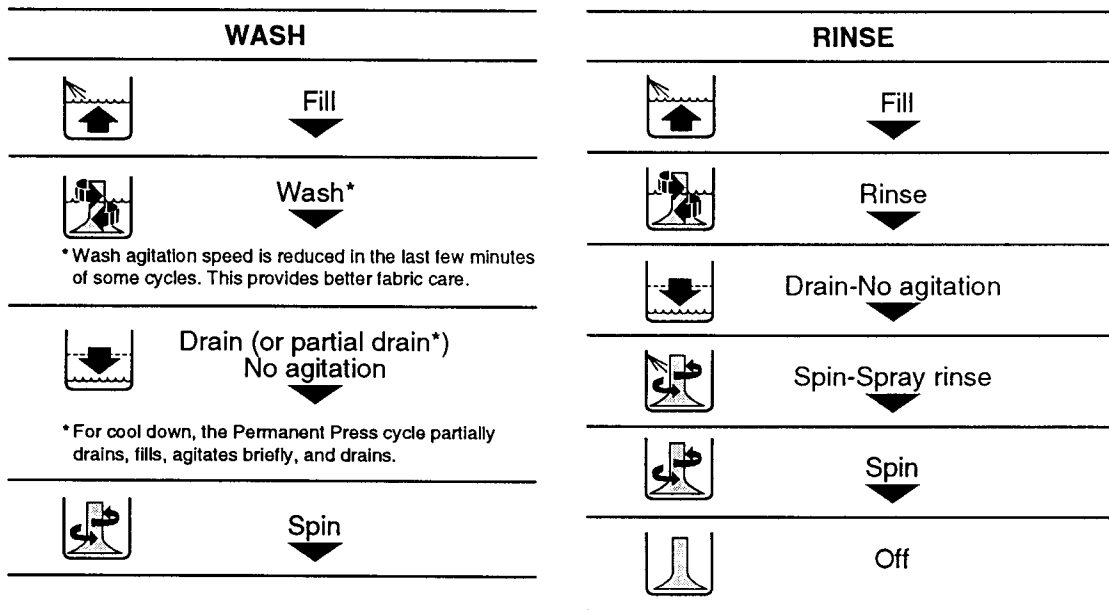 WASH
Fill
Wash*
* Wash agitation speed is reduced in the last few minutes
of some cycles. This provides better fabric care.
Drain (or partial drain*)
No agitation
* For cool down, the Permanent Press cycle partially
drains, fills, agitates briefly, and drains.
Spin
RINSE
Fill
Rinse
Drain-No agitation
Spin-Spray rinse
Spin
Off